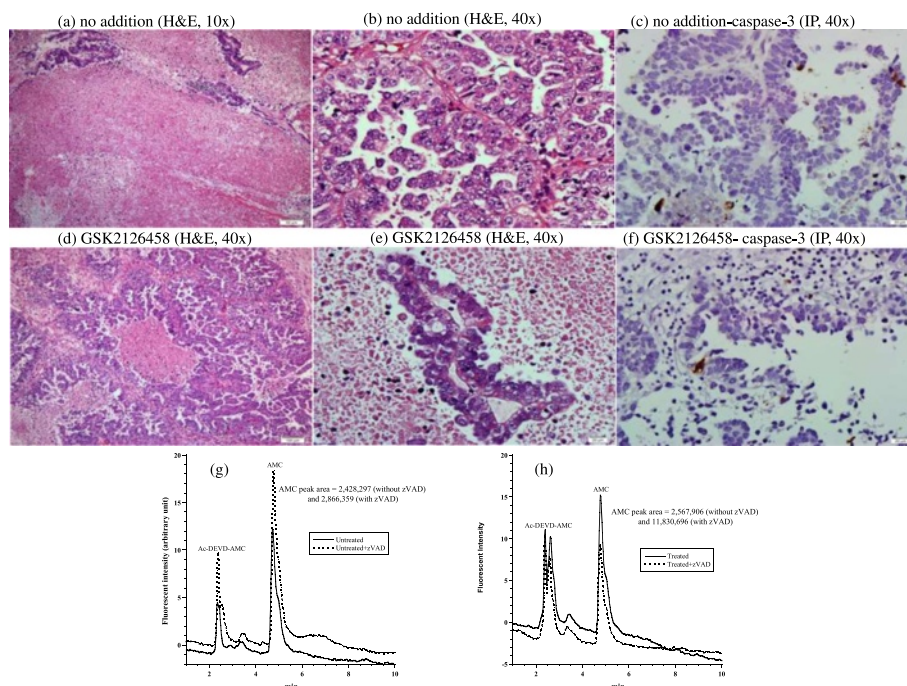 (a) no addition (H&E, 10x)
(b) no addition (H&E, 40x)
(c) no addition-caspase-3 (IP, 40x)
(d) GSK2126458 (H&E, 40x)
(e) GSK2126458 (H&E, 40x)
(f) GSK2126458- caspase-3 (IP, 40x)
(g)
AMC
AMC peak area = 2,428,297 (without zVAD)
and 2,866,359 (with zVAD)
Ac-DEVD-AMC
Untreated
Untreated+zVAD
Fluorescent intensity (arbitrary unit)
20
15
10
5
0
2
4
6
8
10
(h)
AMC
AMC peak area = 2,567,906 (without zVAD)
and 11,830,696 (with zVAD)
Ac-DEVD-AMC
Treated
Treated+zVAD
Fluorescent Intensity
20
15
10
5
0
-5
2
4
6
8
10